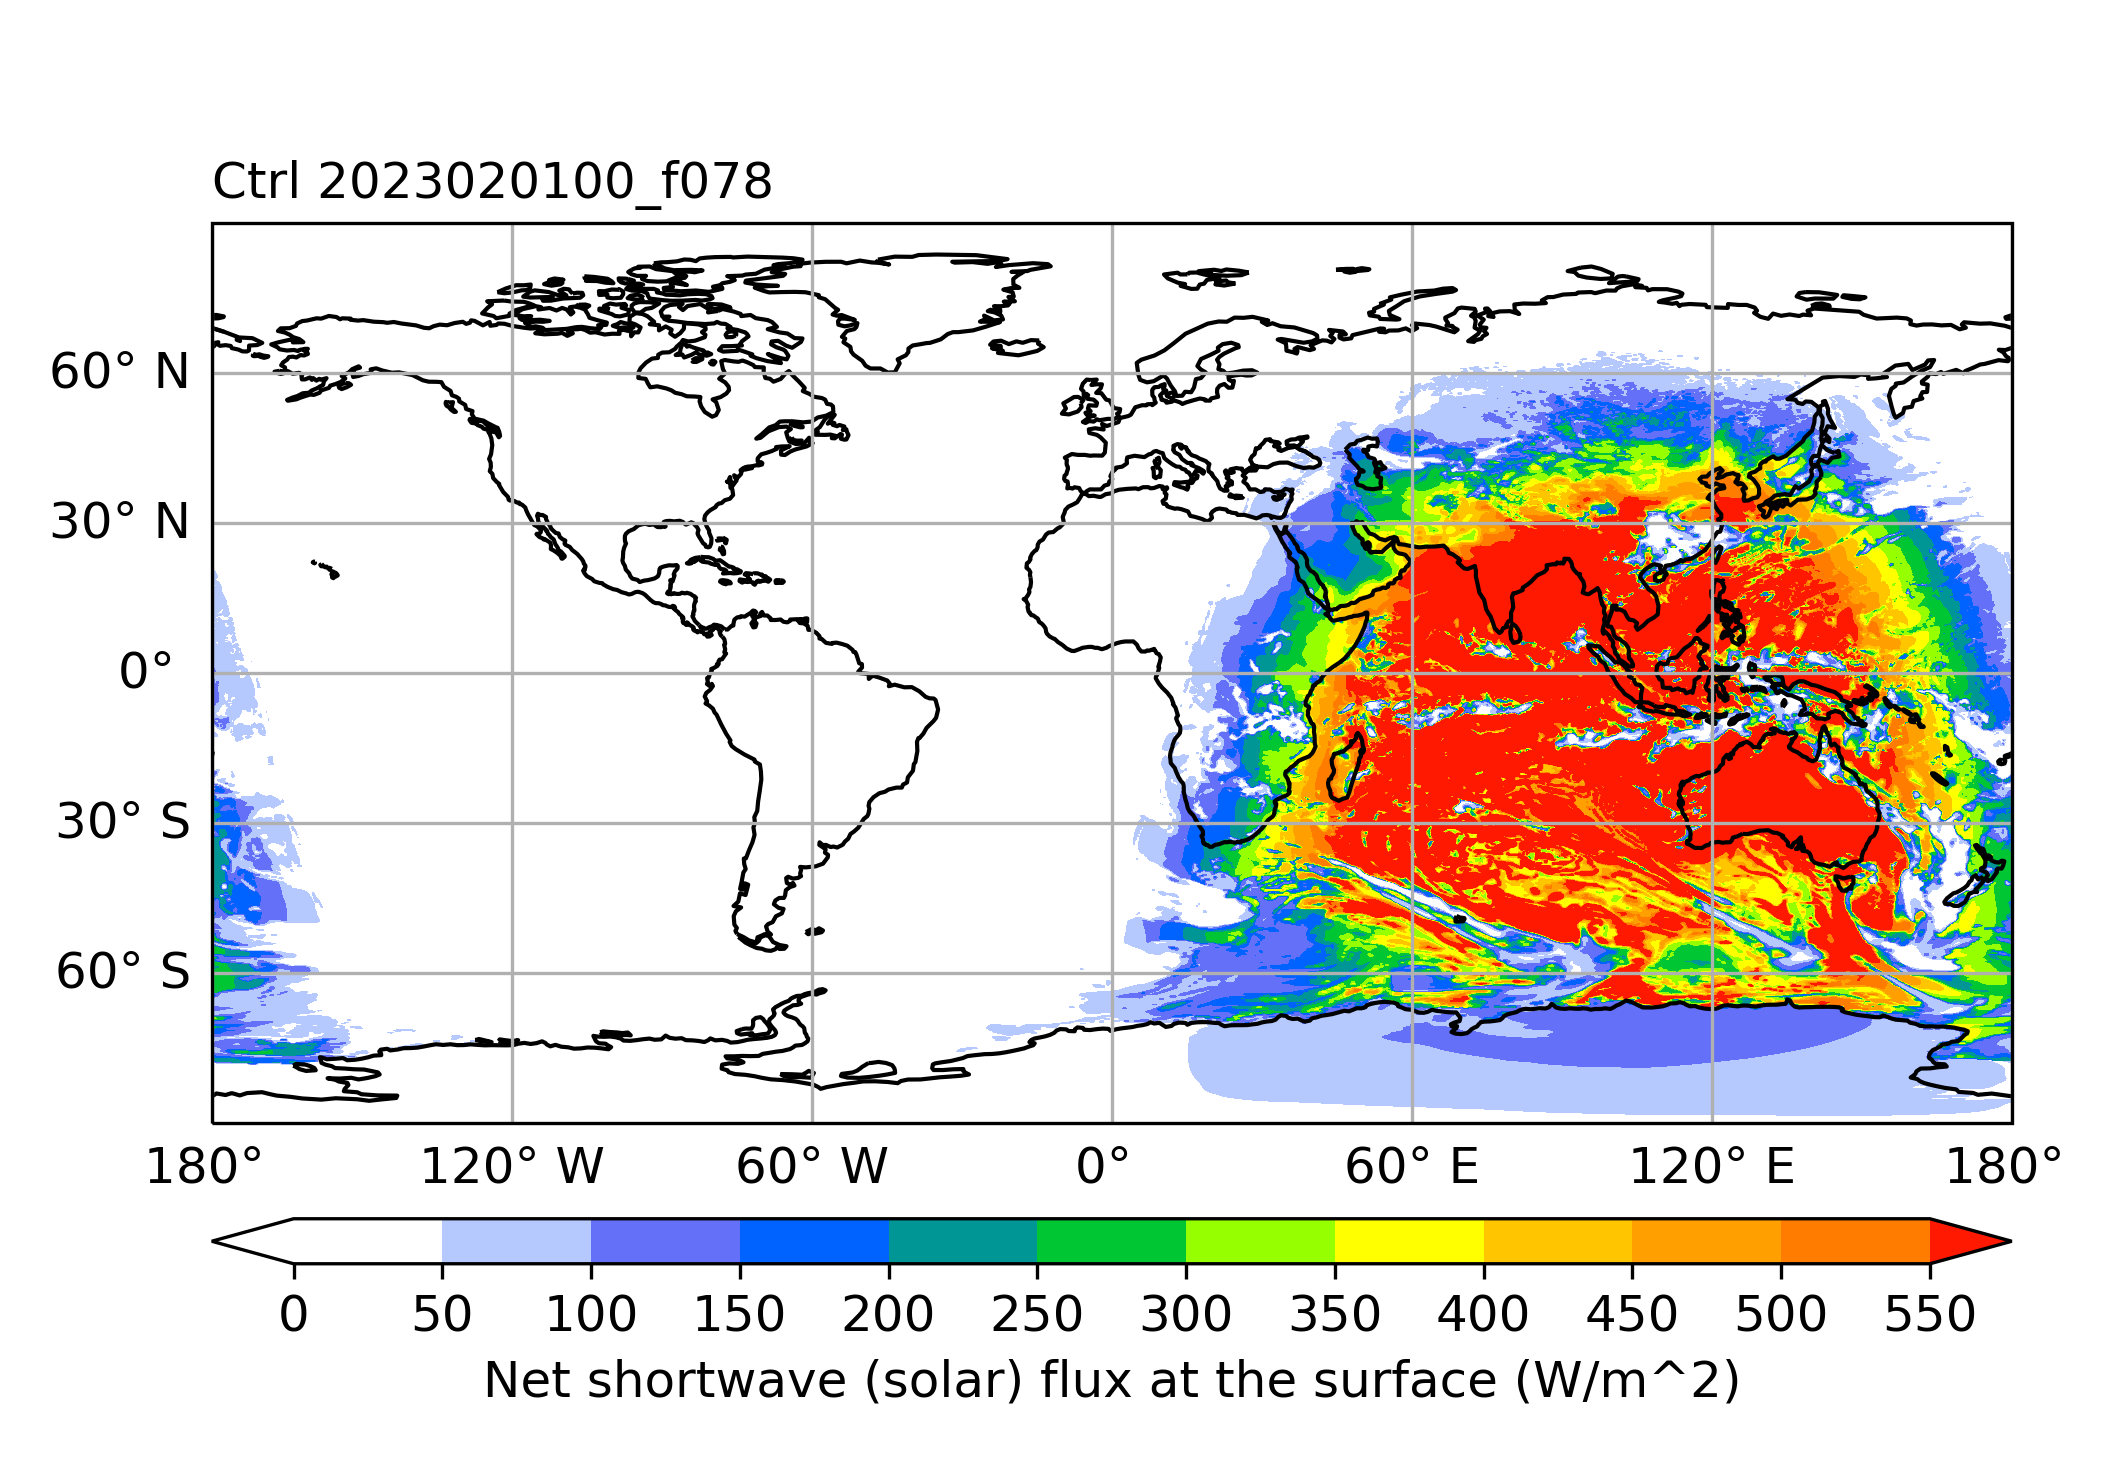 Ctrl 2023020100_f078
60° N
30° N
0°
30° S
60° S
180° 120° W 60° W 0° 60° E 120° E 180°
0 50 100 150 200 250 300 350 400 450 500 550
Net shortwave (solar) flux at the surface (W/m^2)